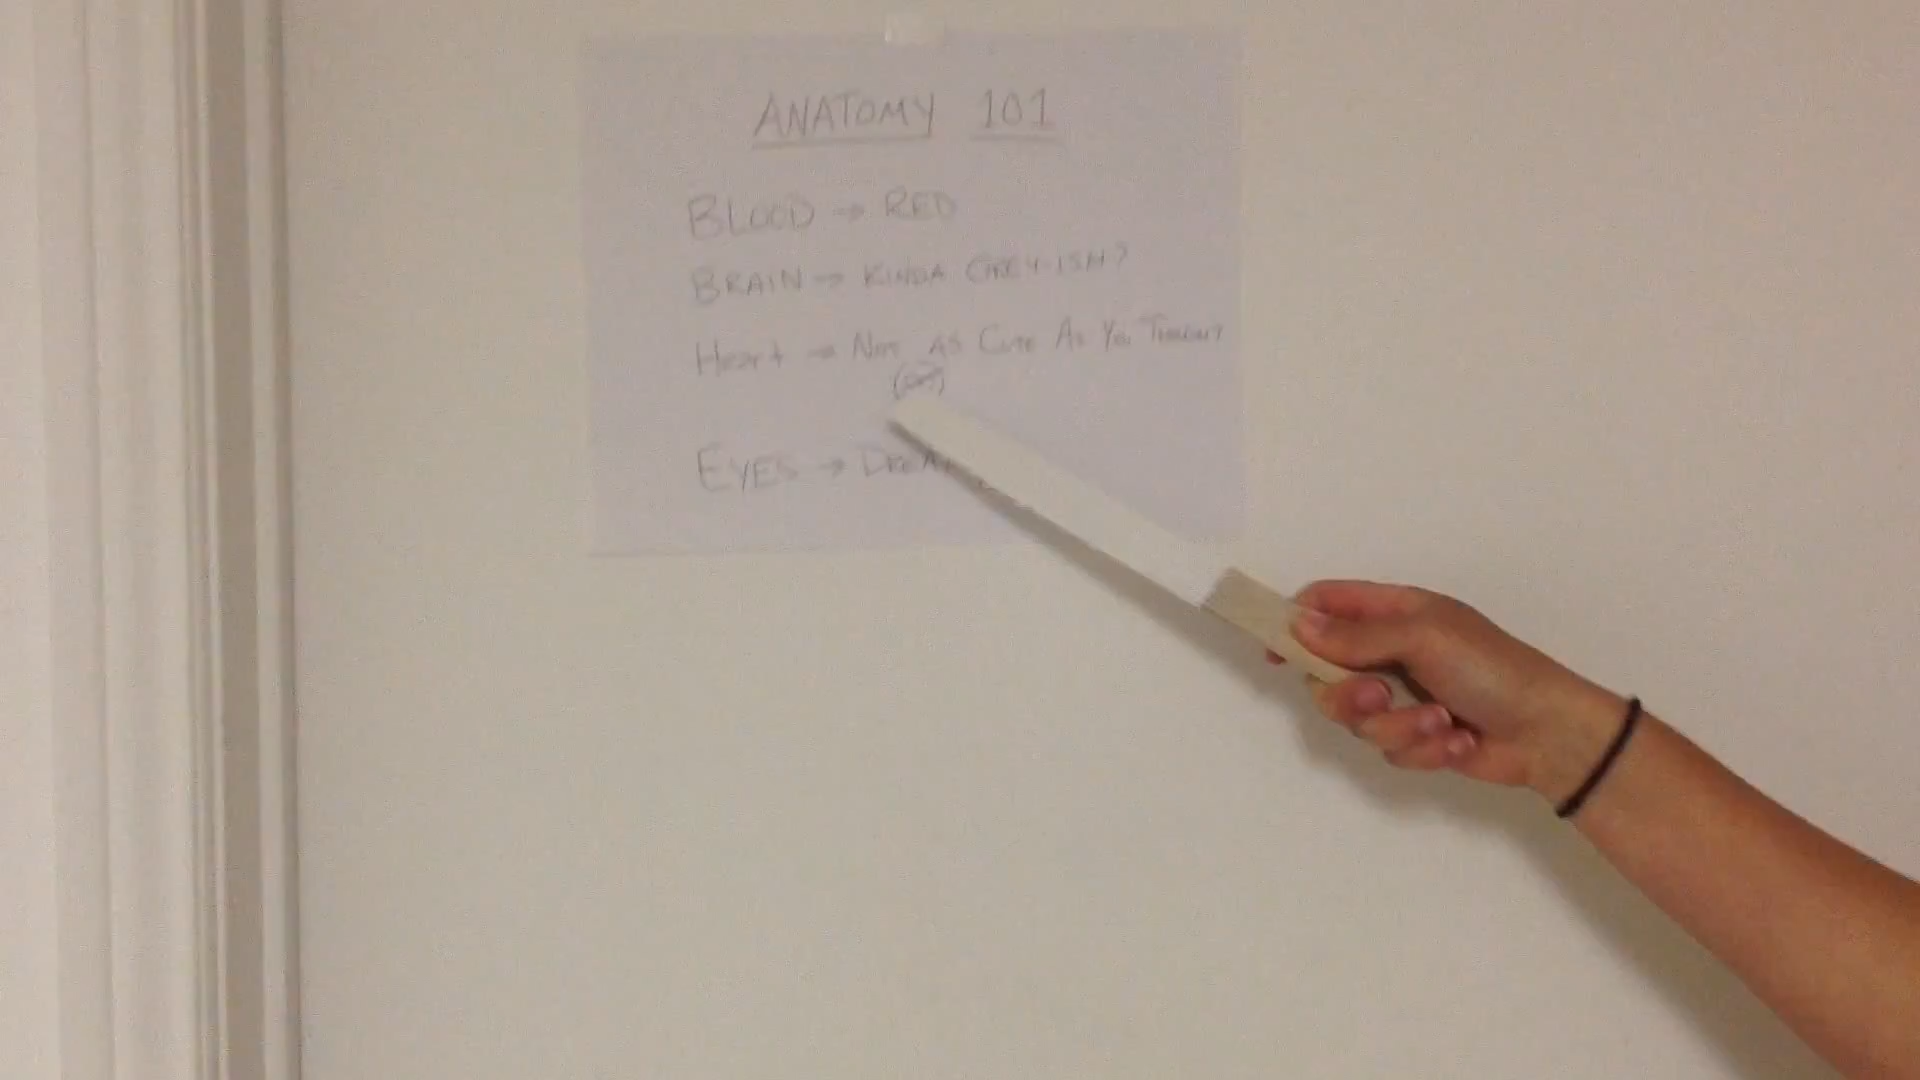 ANATOMY 101
BLOOD → RED
BRAIN → KINDA GREY-ISH?
HEART → NOT AS CUTE AS YOU THOUGHT
EYES →